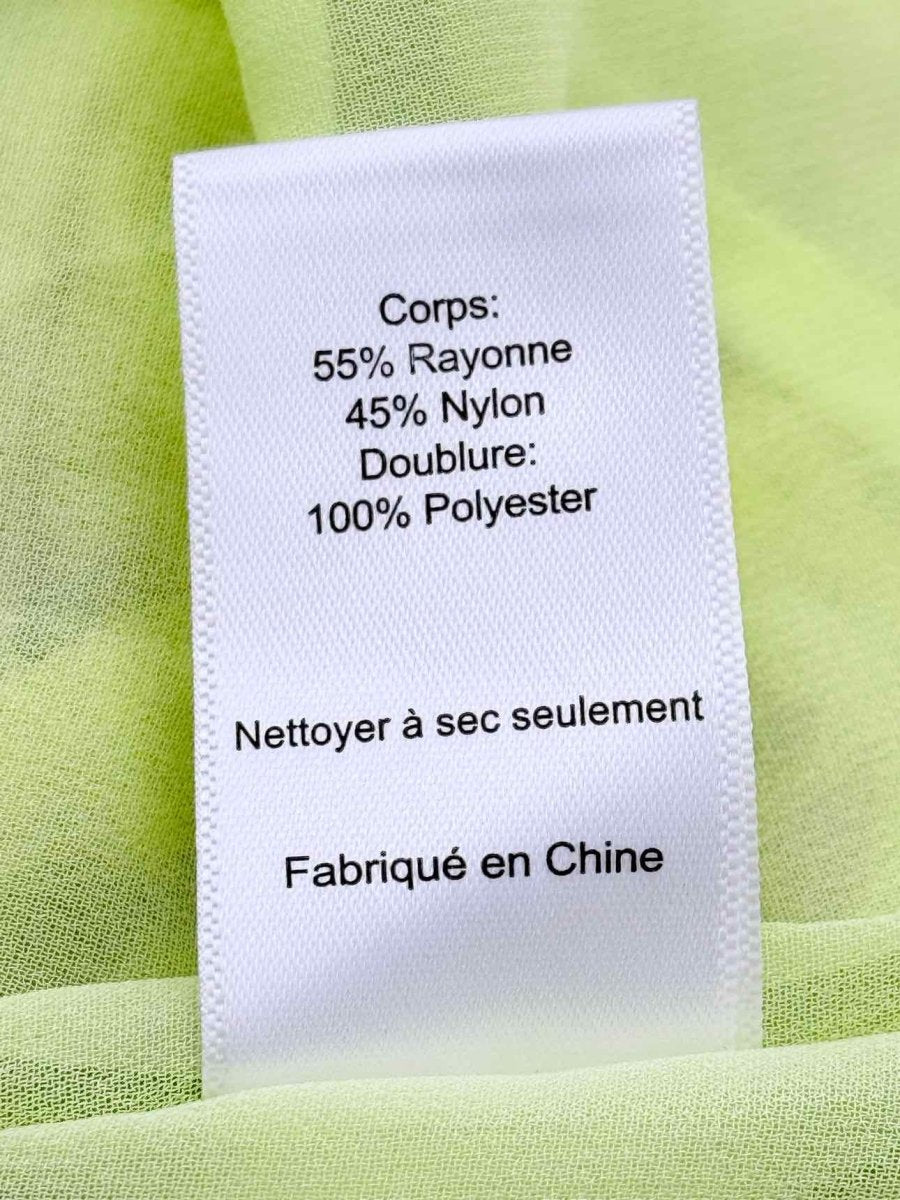 Corps:
55% Rayonne
45% Nylon
Doublure:
100% Polyester
Nettoyer à sec seulement
Fabriqué en Chine